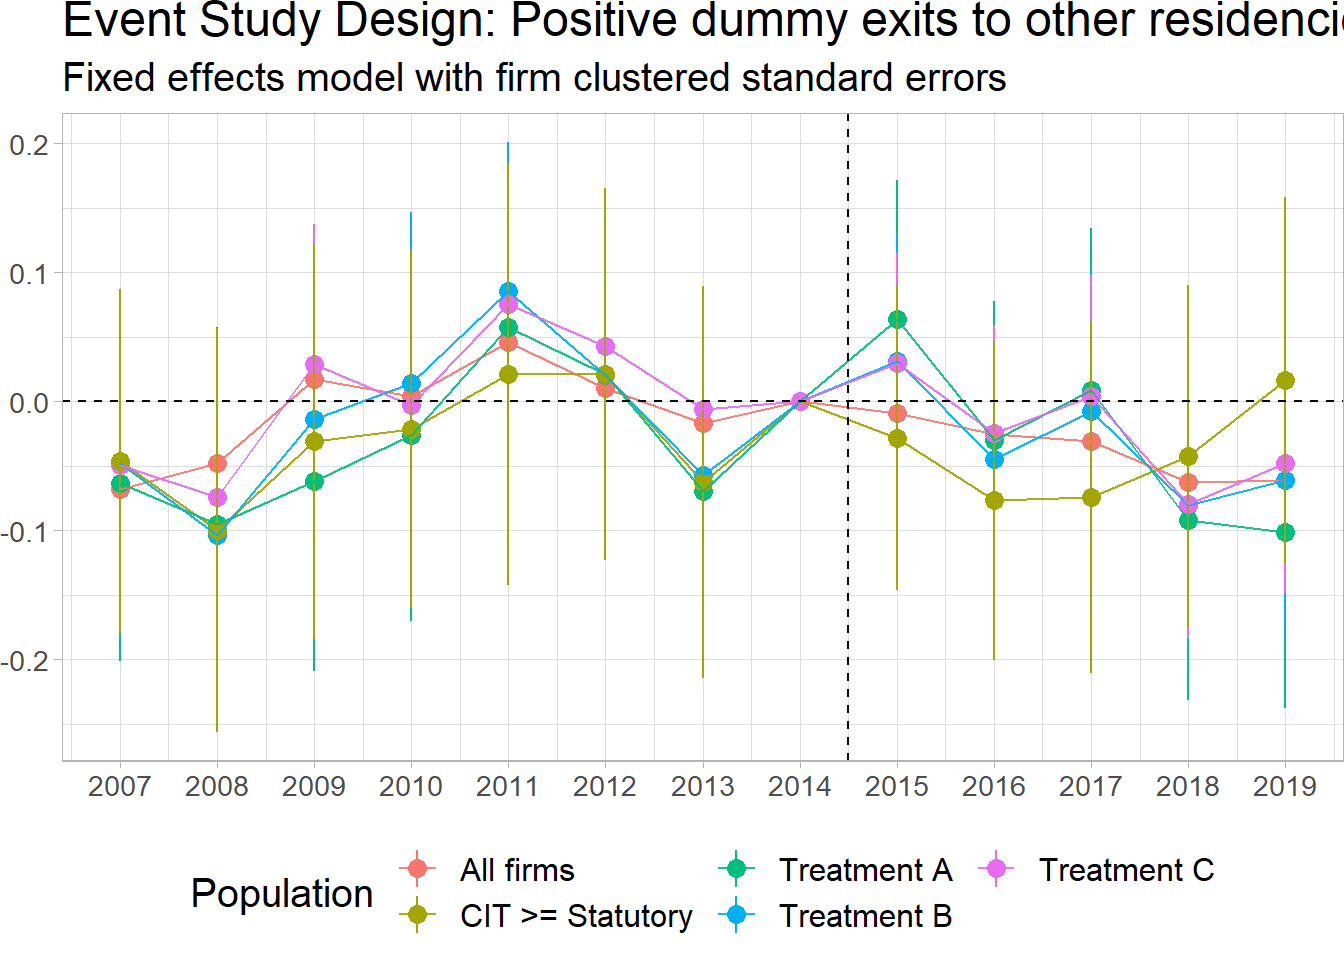 Event Study Design: Positive dummy exits to other residenci
Fixed effects model with firm clustered standard errors
0.2
0.1
0.0
-0.1
-0.2
2007 2008 2009 2010 2011 2012 2013 2014 2015 2016 2017 2018 2019
Population
All firms Treatment A Treatment C
CIT >= Statutory Treatment B